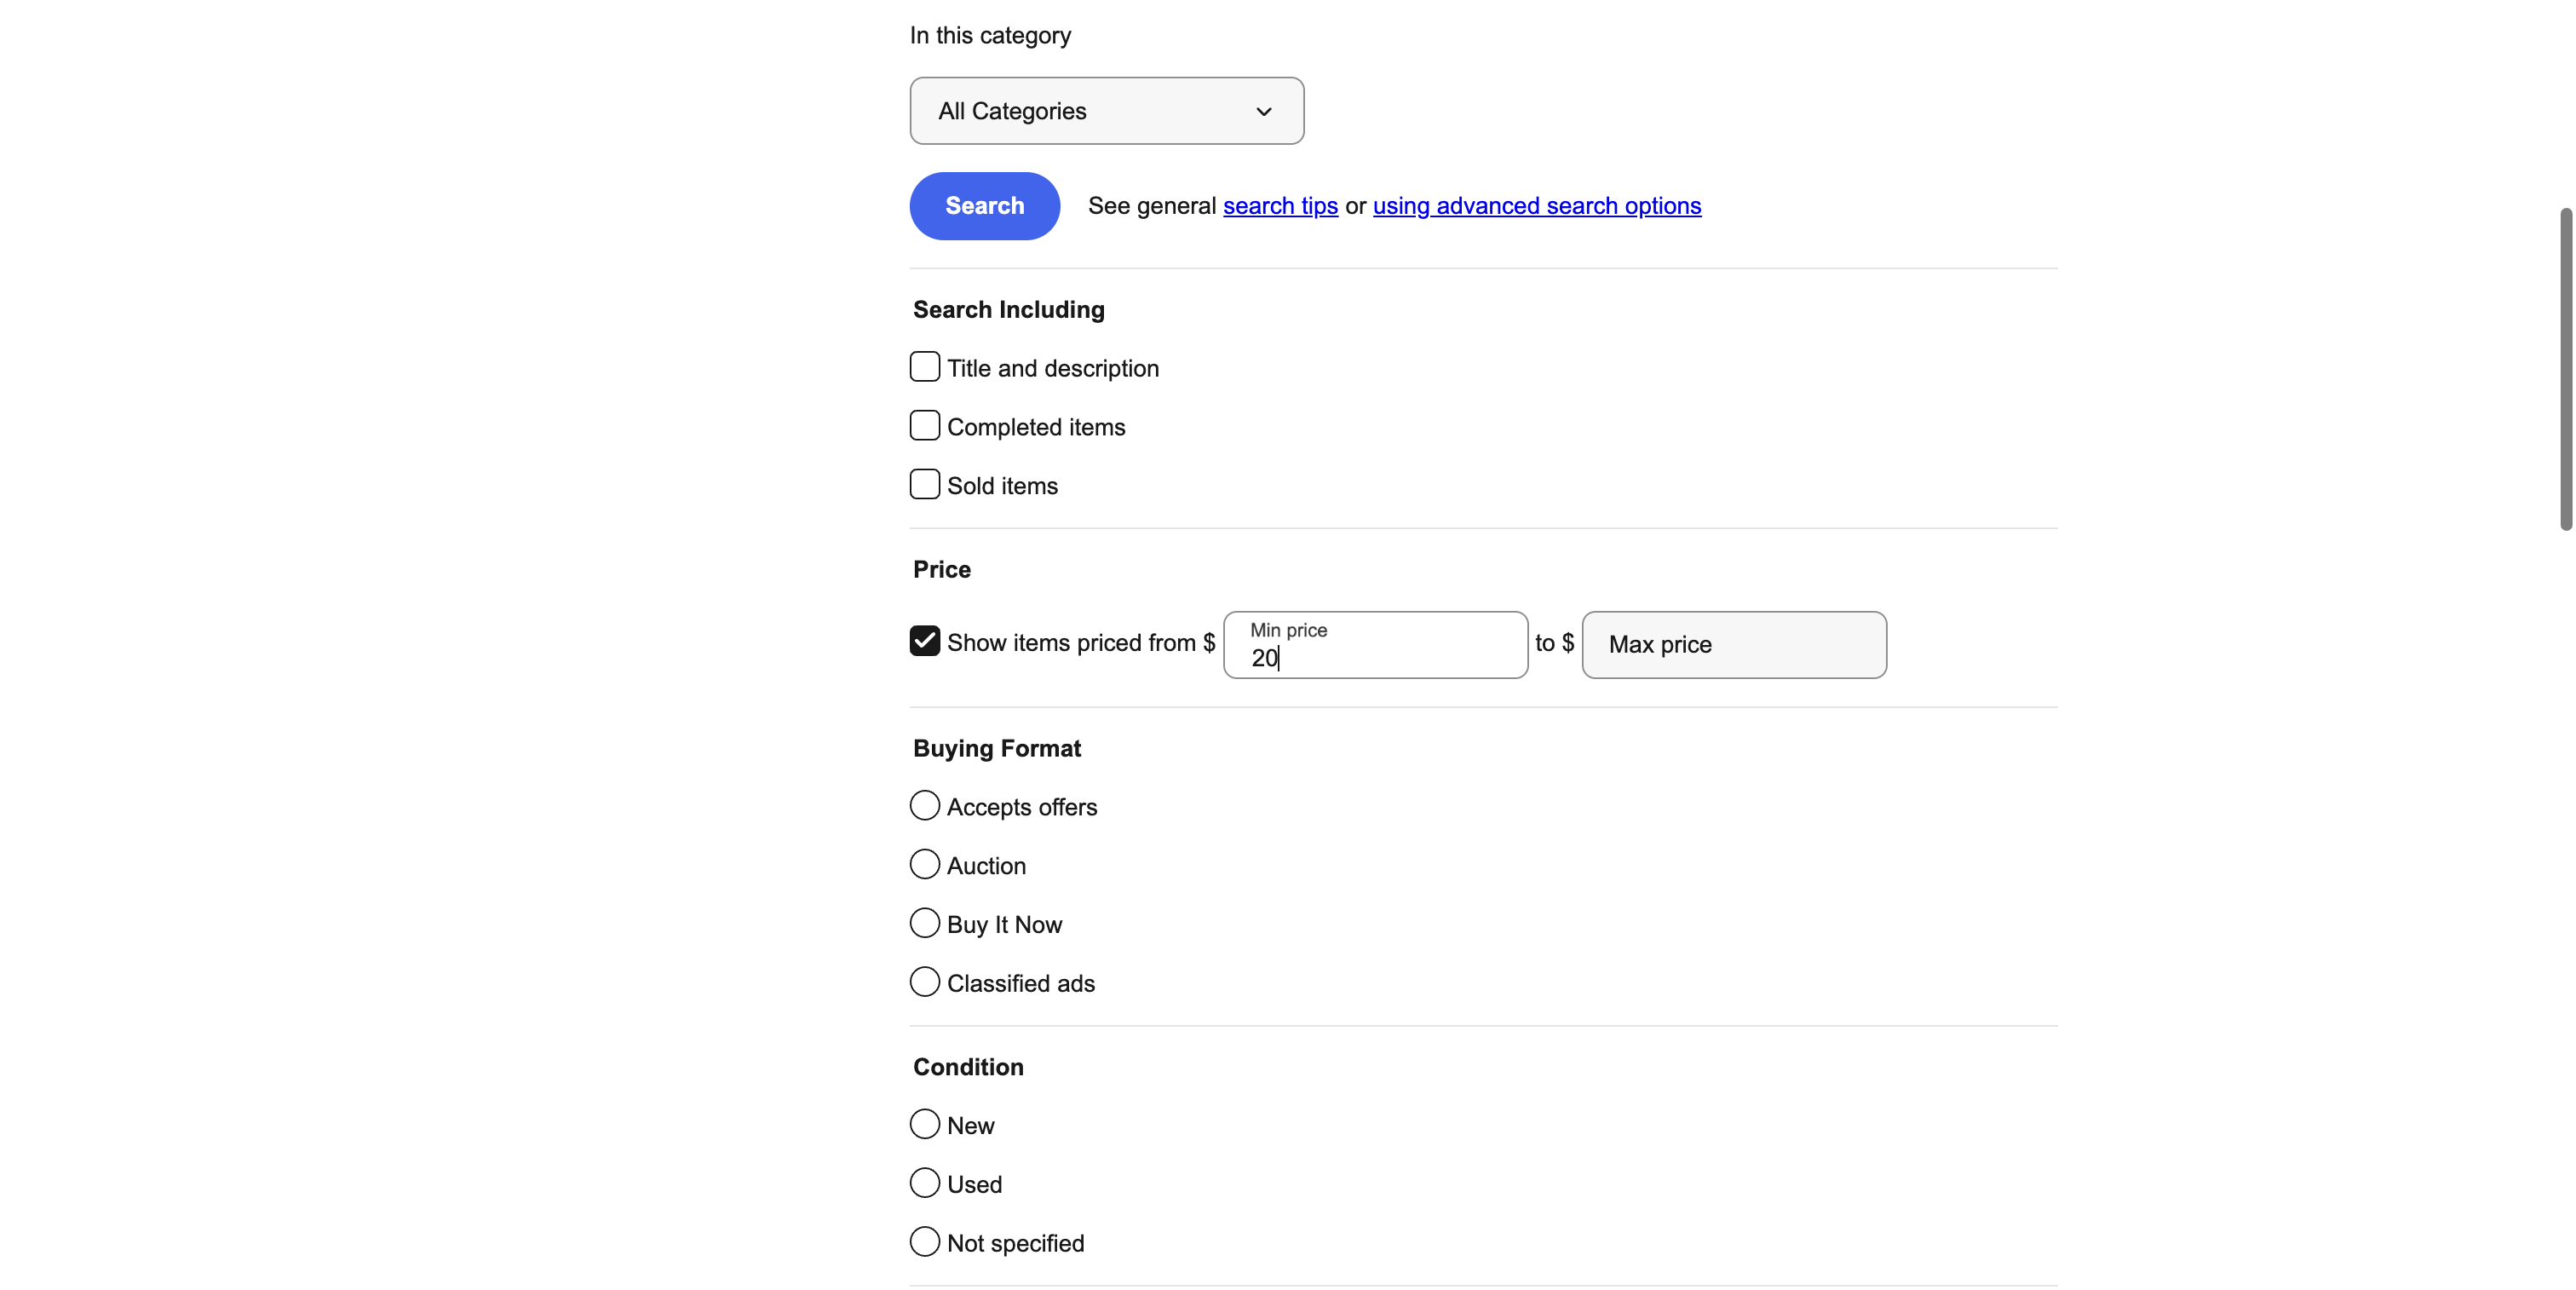 In this category
All Categories
Search
See general search tips or using advanced search options
Search Including
Title and description
Completed items
Sold items
Price
Show items priced from $ Min price 20 to $ Max price
Buying Format
Accepts offers
Auction
Buy It Now
Classified ads
Condition
New
Used
Not specified